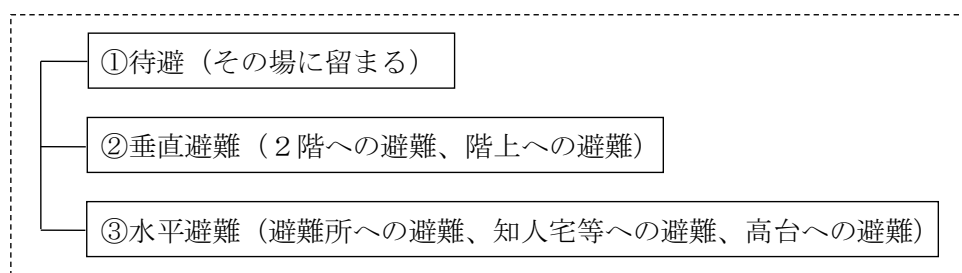 ①待避（その場に留まる）
②垂直避難（２階への避難、階上への避難）
③水平避難（避難所への避難、知人宅等への避難、高台への避難）